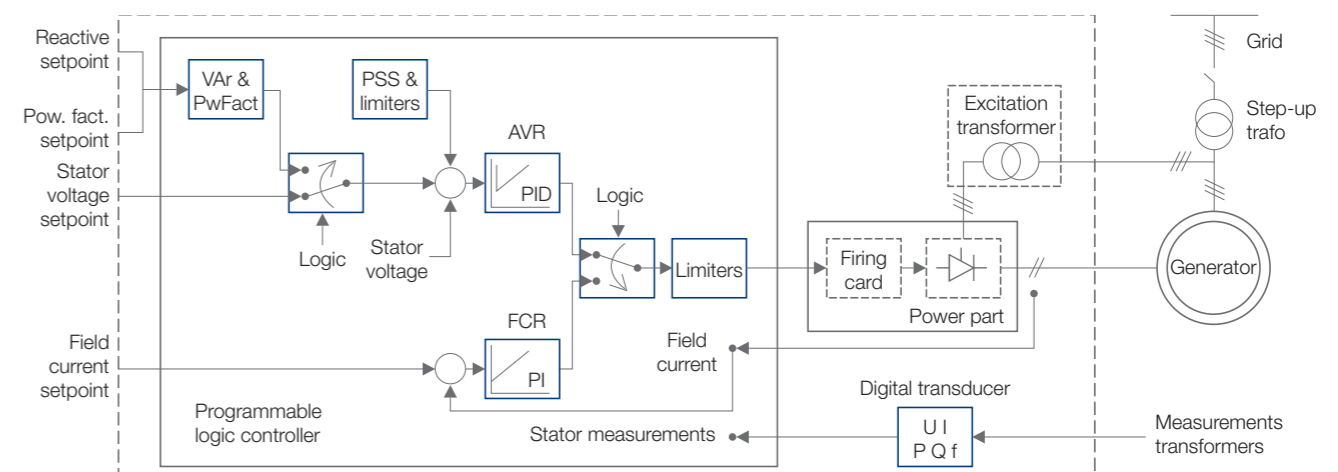 Reactive
setpoint
Pow. fact.
setpoint
Stator
voltage
setpoint
Field
current
setpoint
VAr &
PwFact
PSS &
limiters
AVR
PID
Logic
Stator
voltage
Logic
Limiters
FCR
PI
Programmable
logic controller
Field
current
Stator measurements
Excitation
transformer
Firing
card
Power part
Digital transducer
U I
P Q f
Grid
Step-up
trafo
Generator
Measurements
transformers